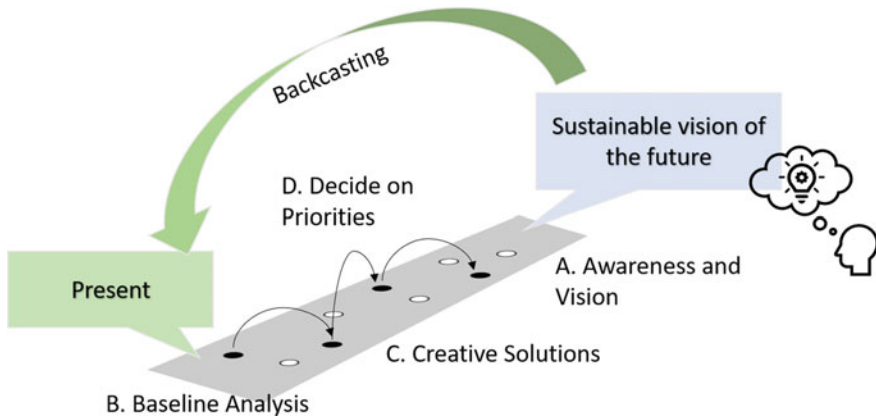 Backcasting
Sustainable vision of
the future
D. Decide on
Priorities
Present
A. Awareness and
Vision
C. Creative Solutions
B. Baseline Analysis